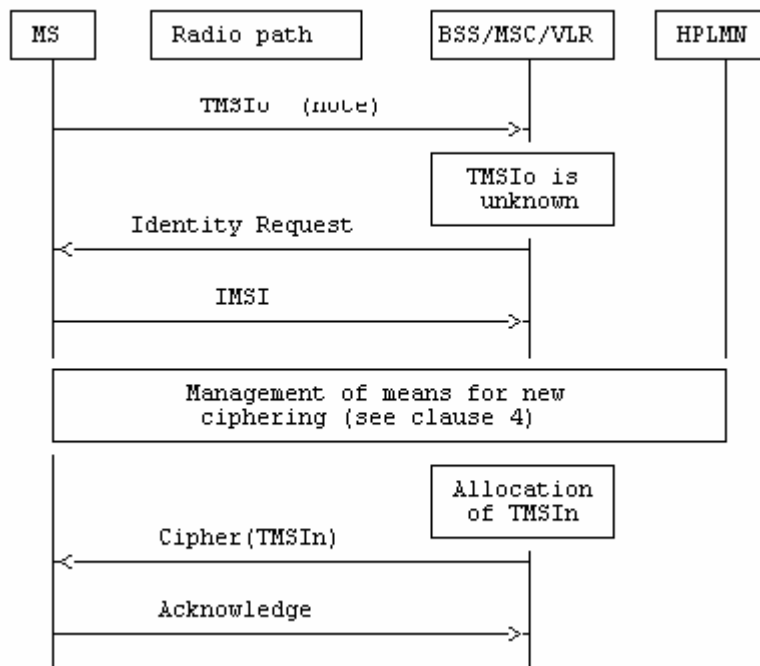 MS Radio path BSS/MSC/VLR HPLMN
TMSIo (note)
TMSIo is
unknown
Identity Request
IMSI
Management of means for new
ciphering (see clause 4)
Allocation
of TMSIn
Cipher(TMSIn)
Acknowledge